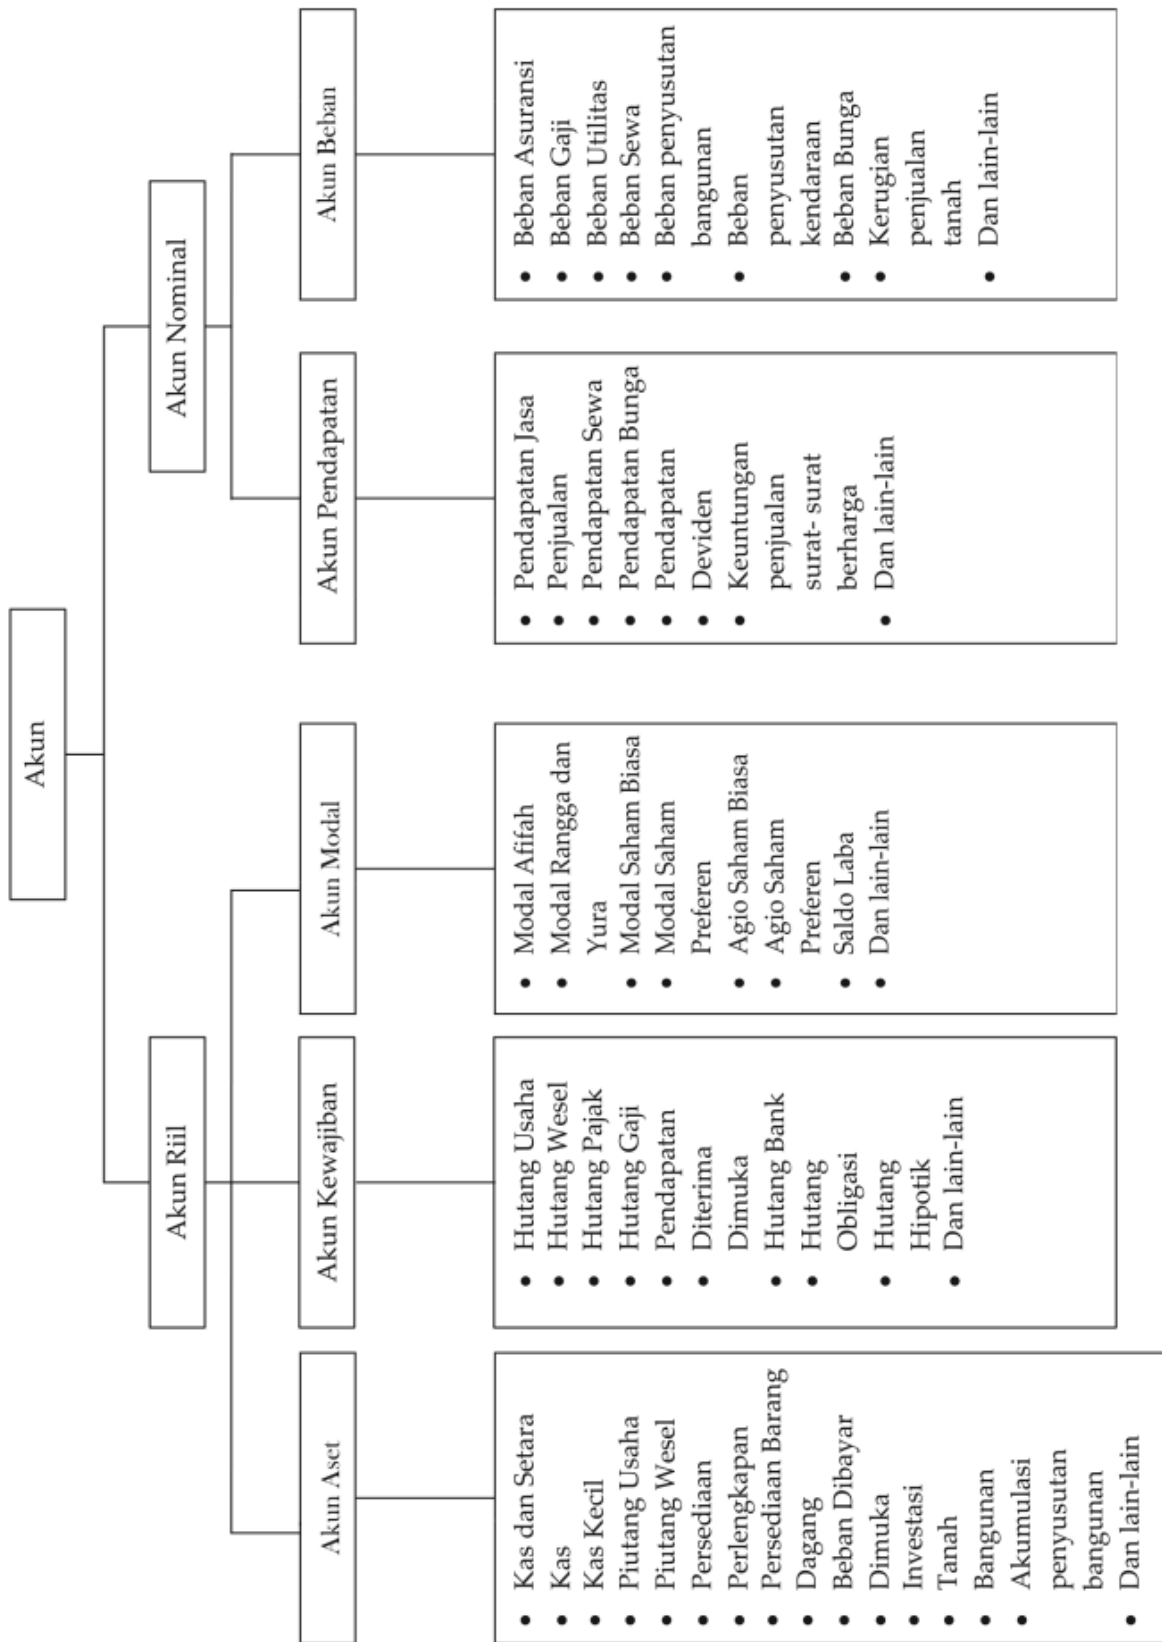 Akun
Akun Riil
Akun Nominal
Akun Aset
Akun Kewajiban
Akun Modal
Akun Pendapatan
Akun Beban
• Kas dan Setara
• Kas
• Kas Kecil
• Piutang Usaha
• Piutang Wesel
• Persediaan
• Perlengkapan
• Persediaan Barang
• Dagang
• Beban Dibayar
• Dimuka
• Investasi
• Tanah
• Bangunan
• Akumulasi
penyusutan
bangunan
• Dan lain-lain
• Hutang Usaha
• Hutang Wesel
• Hutang Pajak
• Hutang Gaji
• Pendapatan
• Diterima
Dimuka
• Hutang Bank
• Hutang
Obligasi
• Hutang
Hipotik
• Dan lain-lain
• Modal Afifah
• Modal Rangga dan
Yura
• Modal Saham Biasa
• Modal Saham
Preferen
• Agio Saham Biasa
• Agio Saham
Preferen
• Saldo Laba
• Dan lain-lain
• Pendapatan Jasa
• Penjualan
• Pendapatan Sewa
• Pendapatan Bunga
• Pendapatan
• Deviden
• Keuntungan
penjualan
surat- surat
berharga
• Dan lain-lain
• Beban Asuransi
• Beban Gaji
• Beban Utilitas
• Beban Sewa
• Beban penyusutan
bangunan
• Beban
penyusutan
kendaraan
• Beban Bunga
• Kerugian
penjualan
tanah
• Dan lain-lain